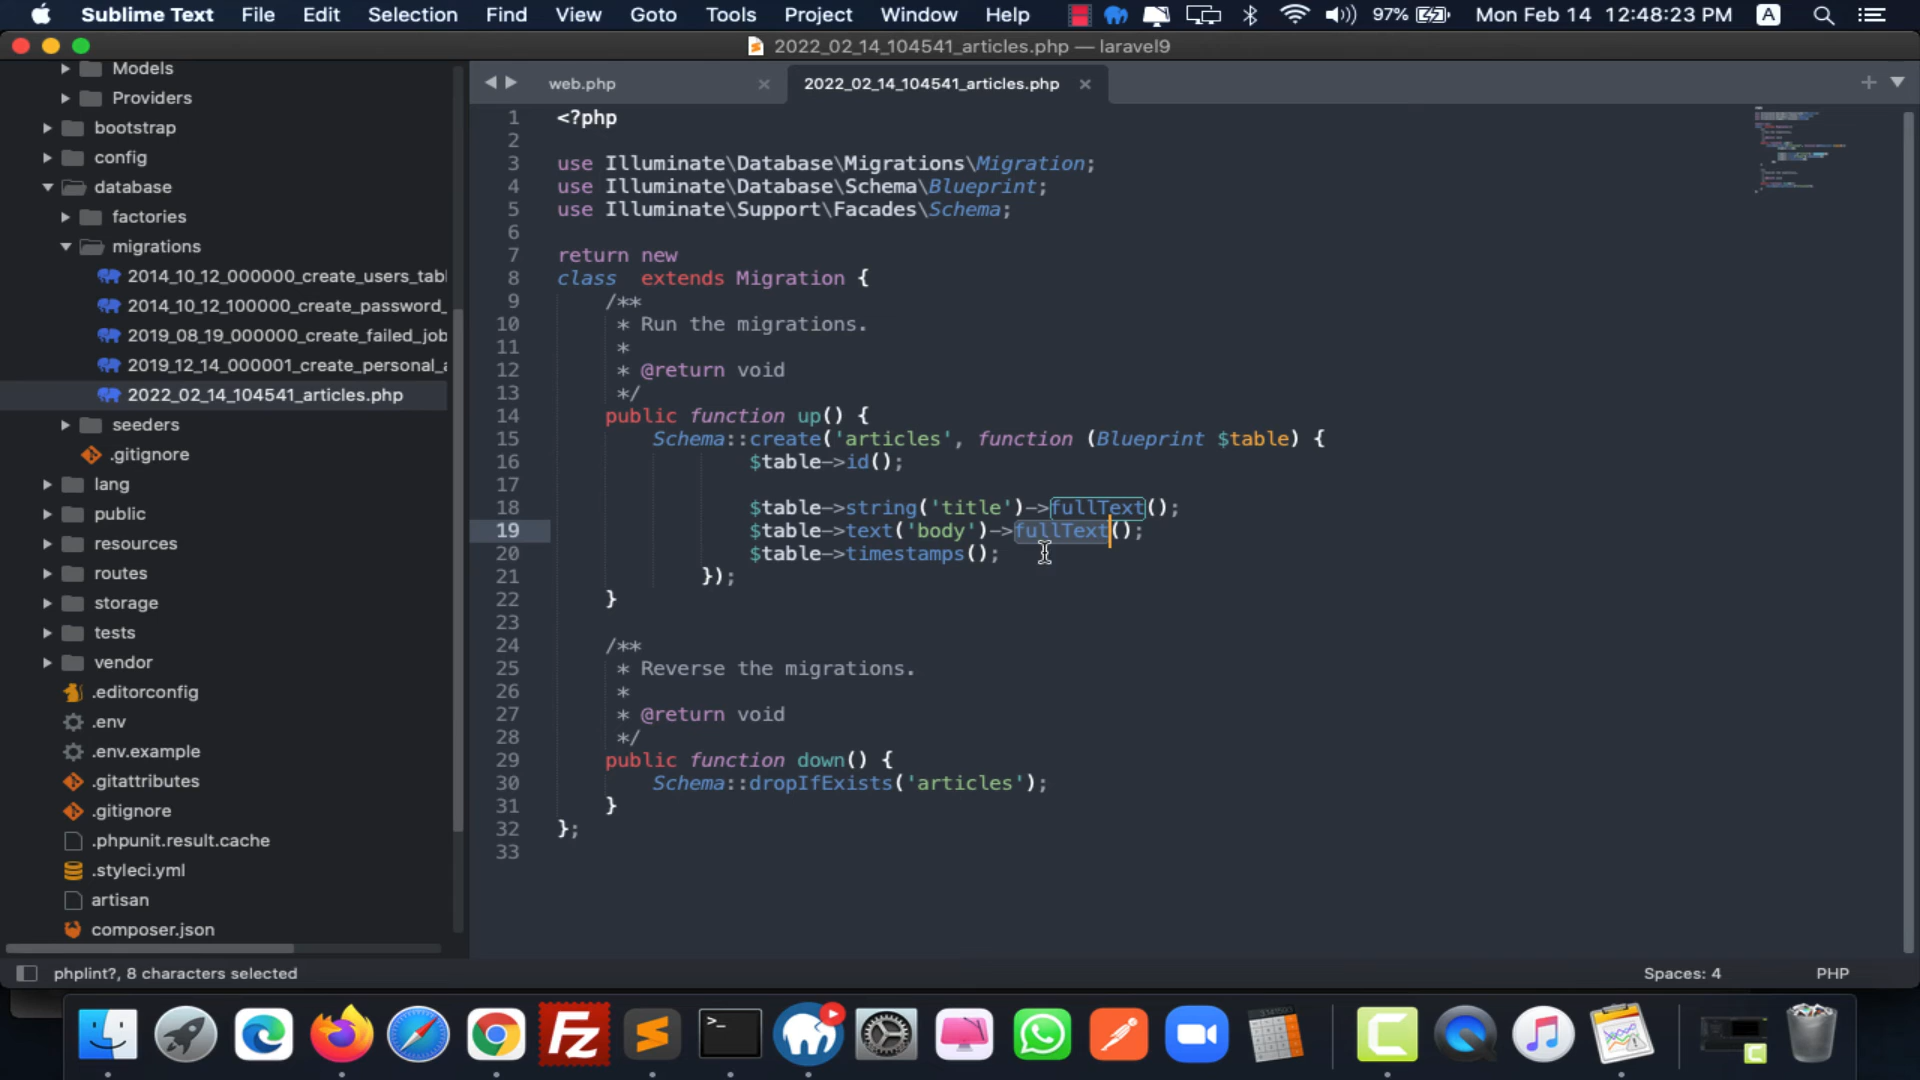 Sublime Text File Edit Selection Find View Goto Tools Project Window Help 97% Mon Feb 14 12:48:23 PM A
2022_02_14_104541_articles.php — laravel9
Models
Providers
bootstrap
config
database
factories
migrations
2014_10_12_000000_create_users_tabl
2014_10_12_100000_create_password_
2019_08_19_000000_create_failed_job
2019_12_14_000001_create_personal_a
2022_02_14_104541_articles.php
seeders
.gitignore
lang
public
resources
routes
storage
tests
vendor
.editorconfig
.env
.env.example
.gitattributes
.gitignore
.phpunit.result.cache
.styleci.yml
artisan
composer.json
web.php 2022_02_14_104541_articles.php
1 <?php
2
3 use Illuminate\Database\Migrations\Migration;
4 use Illuminate\Database\Schema\Blueprint;
5 use Illuminate\Support\Facades\Schema;
6
7 return new
8 class  extends Migration {
9 /**
10 * Run the migrations.
11 *
12 * @return void
13 */
14 public function up() {
15 Schema::create('articles', function (Blueprint $table) {
16 $table->id();
17
18 $table->string('title')->fullText();
19 $table->text('body')->fullText();
20 $table->timestamps();
21 });
22 }
23
24 /**
25 * Reverse the migrations.
26 *
27 * @return void
28 */
29 public function down() {
30 Schema::dropIfExists('articles');
31 }
32 };
33
phplint?, 8 characters selected Spaces: 4 PHP